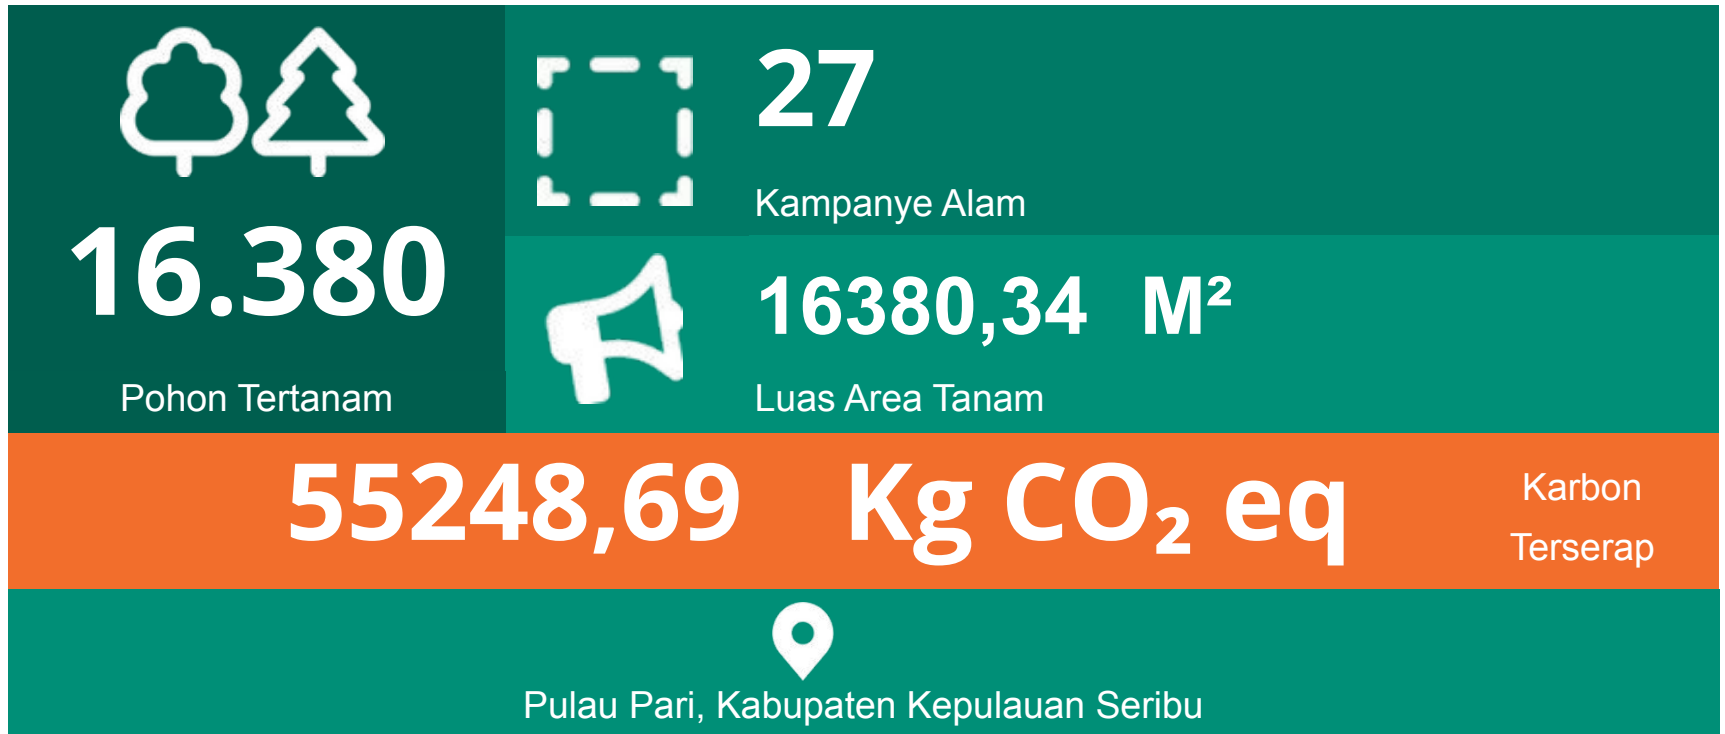 16.380
Pohon Tertanam
27
Kampanye Alam
16380,34 M²
Luas Area Tanam
55248,69 Kg CO₂ eq
Karbon
Terserap
Pulau Pari, Kabupaten Kepulauan Seribu